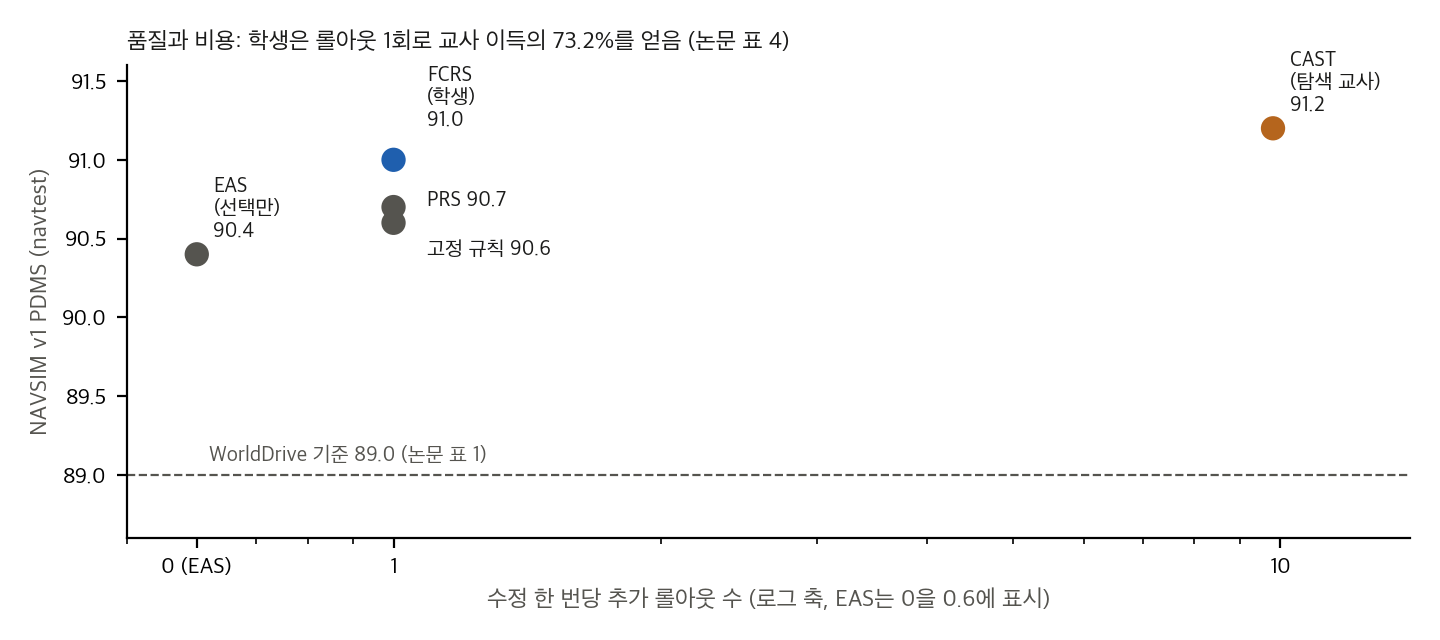 품질과 비용: 학생은 롤아웃 1회로 교사 이득의 73.2%를 얻음 (논문 표 4)
NAVSIM v1 PDMS (navtest)
91.5
91.0
90.5
90.0
89.5
89.0
EAS
(선택만)
90.4
FCRS
(학생)
91.0
PRS 90.7
고정 규칙 90.6
CAST
(탐색 교사)
91.2
WorldDrive 기준 89.0 (논문 표 1)
0 (EAS)
1
10
수정 한 번당 추가 롤아웃 수 (로그 축, EAS는 0을 0.6에 표시)